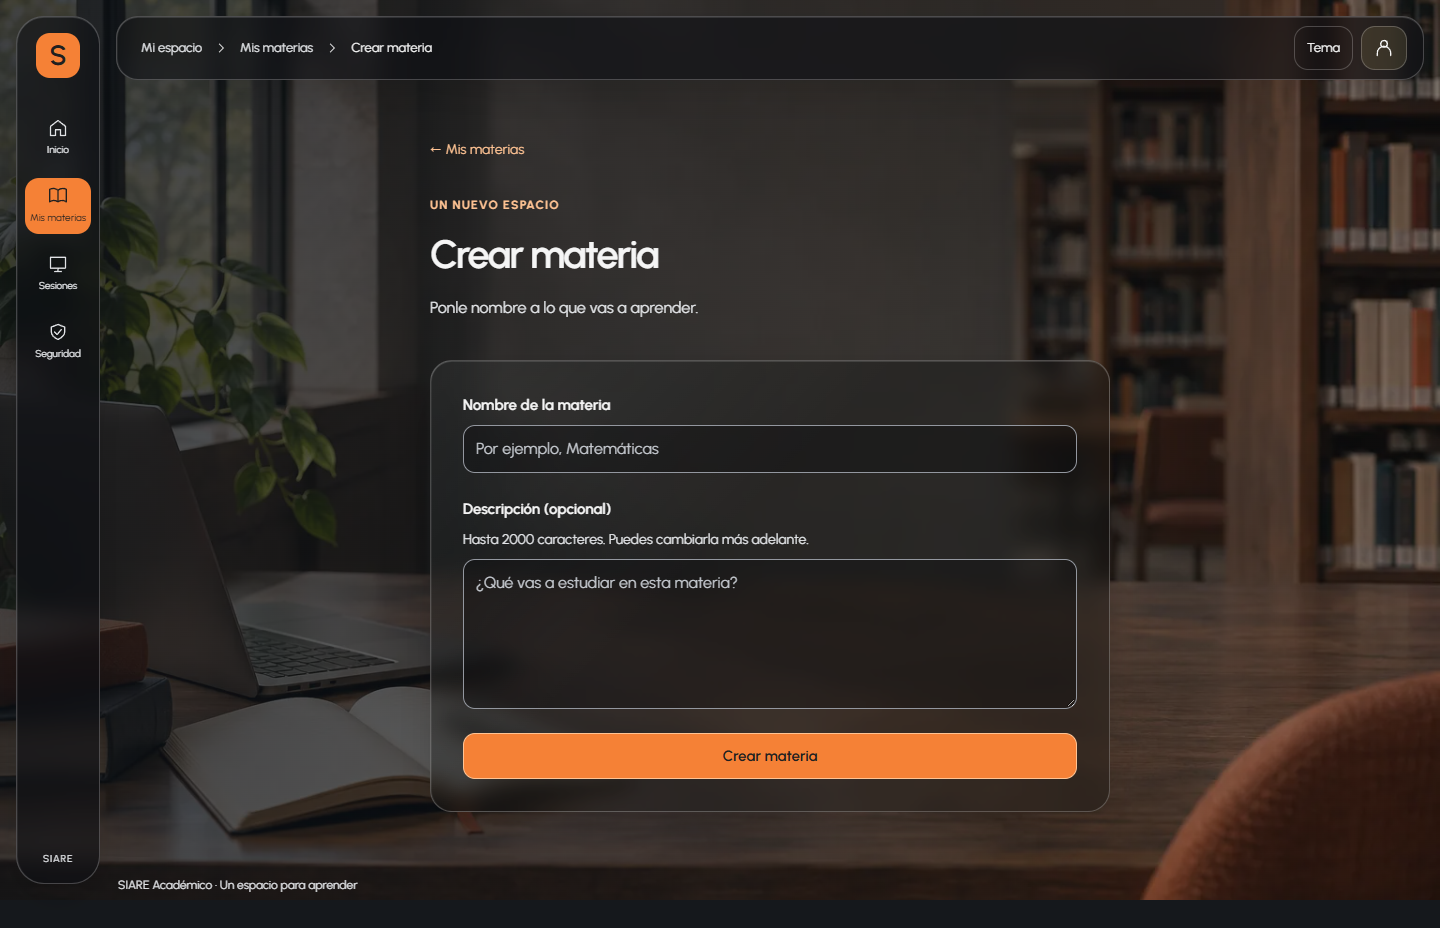 S
Mi espacio > Mis materias > Crear materia
Tema
Inicio
Mis materias
Sesiones
Seguridad
SIARE
← Mis materias
UN NUEVO ESPACIO
Crear materia
Ponle nombre a lo que vas a aprender.
Nombre de la materia
Por ejemplo, Matemáticas
Descripción (opcional)
Hasta 2000 caracteres. Puedes cambiarla más adelante.
¿Qué vas a estudiar en esta materia?
Crear materia
SIARE Académico · Un espacio para aprender